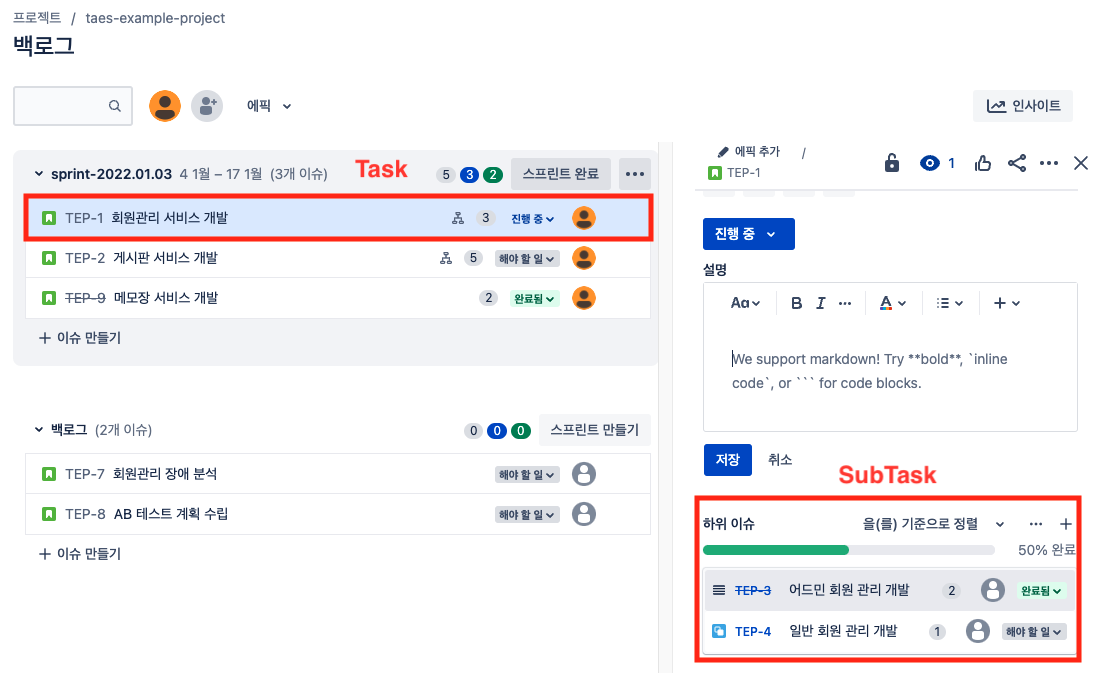 프로젝트 / taes-example-project
백로그
에픽
인사이트
sprint-2022.01.03 4 1월 – 17 1월 (3개 이슈) Task 5 3 2 스프린트 완료
TEP-1 회원관리 서비스 개발 3 진행 중
TEP-2 게시판 서비스 개발 5 해야 할 일
TEP-9 메모장 서비스 개발 2 완료됨
+ 이슈 만들기
백로그 (2개 이슈) 0 0 0 스프린트 만들기
TEP-7 회원관리 장애 분석 해야 할 일
TEP-8 AB 테스트 계획 수립 해야 할 일
+ 이슈 만들기
에픽 추가 /
TEP-1
1
진행 중
설명
Aa B I ... A +
We support markdown! Try **bold**, `inline
code`, or ``` for code blocks.
저장 취소
SubTask
하위 이슈 을(를) 기준으로 정렬 ... +
50% 완료
TEP-3 어드민 회원 관리 개발 2 완료됨
TEP-4 일반 회원 관리 개발 1 해야 할 일